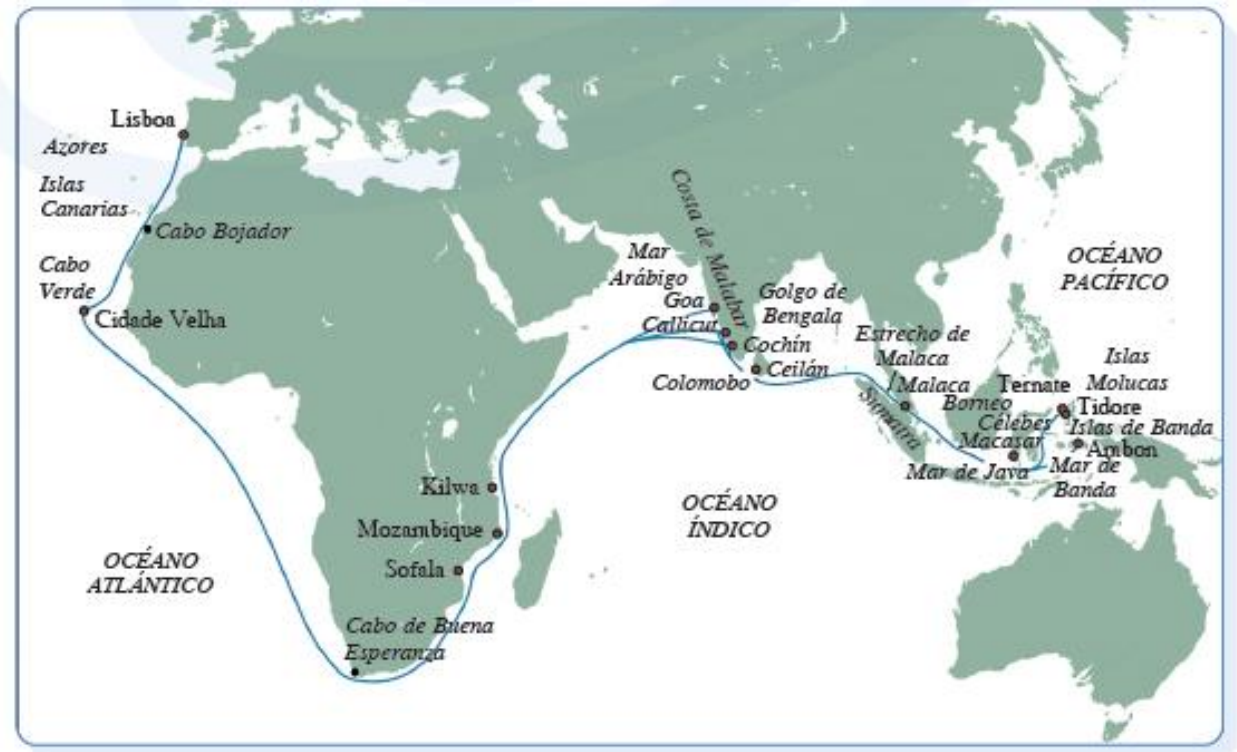 Lisboa
Azores
Islas
Canarias
Cabo Bojador
Cabo
Verde
Cidade Velha
Costa de Malabar
Mar
Arábigo
Goa
Callicut
Cochín
Golgo de
Bengala
Ceilán
Colomobo
Estrecho de
Malaca
Malaca
Sumatra
Borneo
Célebes
Macasar
Mar de Java
OCÉANO
PACÍFICO
Islas
Molucas
Ternate
Tidore
Islas de Banda
Ambon
Mar de
Banda
Kilwa
Mozambique
Sofala
OCÉANO
ÍNDICO
OCÉANO
ATLÁNTICO
Cabo de Buena
Esperanza